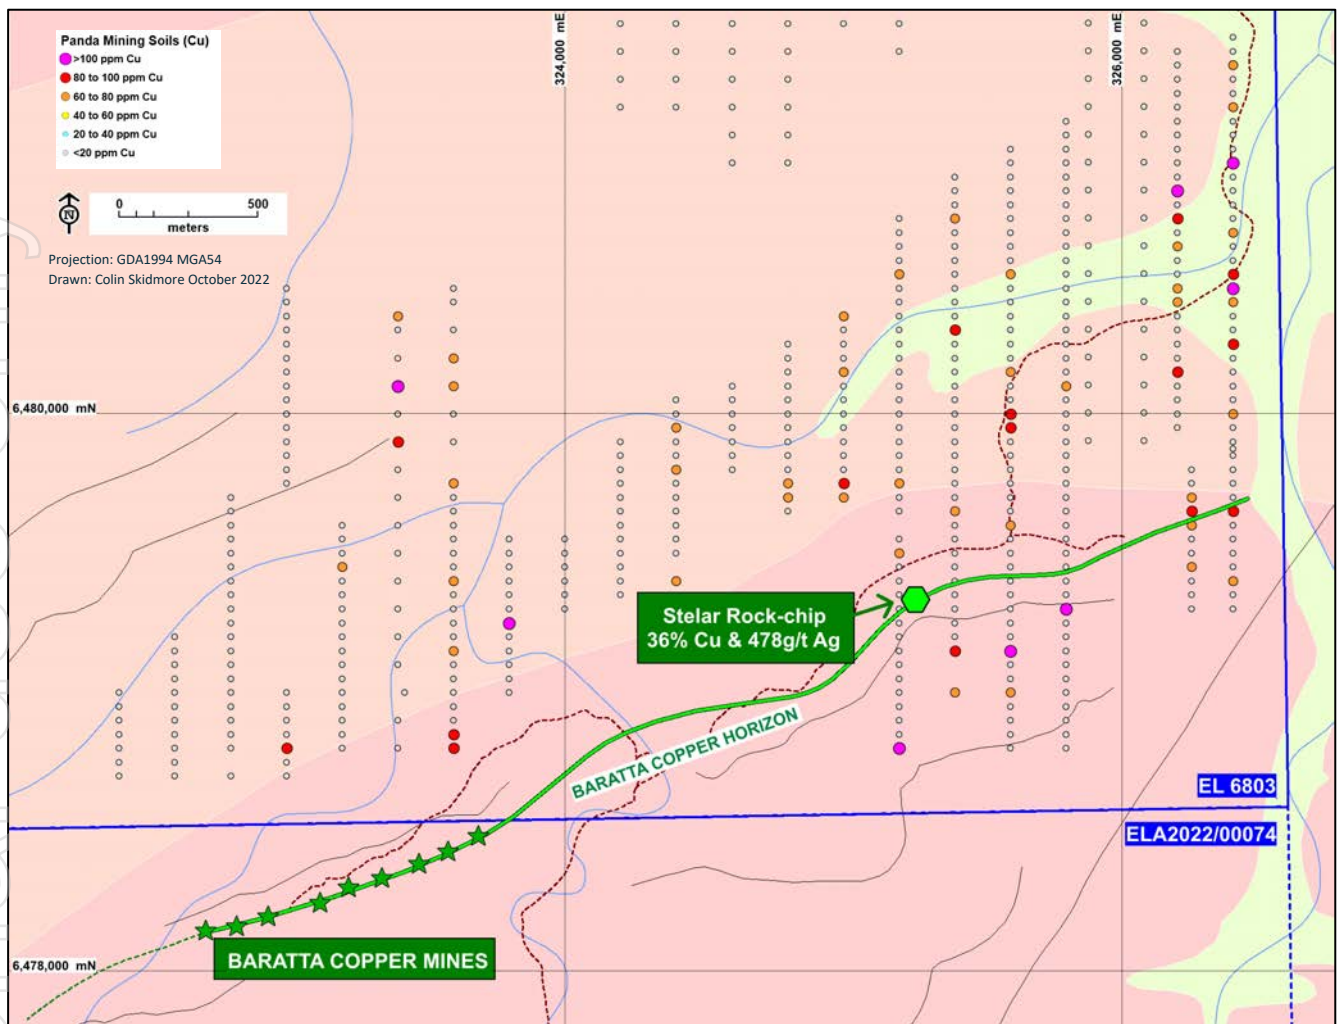 Panda Mining Soils (Cu)
>100 ppm Cu
80 to 100 ppm Cu
60 to 80 ppm Cu
40 to 60 ppm Cu
20 to 40 ppm Cu
<20 ppm Cu
324,000 mE
326,000 mE
N
0 500
meters
Projection: GDA1994 MGA54
Drawn: Colin Skidmore October 2022
6,480,000 mN
Stelar Rock-chip
36% Cu & 478g/t Ag
BARATTA COPPER HORIZON
EL 6803
ELA2022/00074
BARATTA COPPER MINES
6,478,000 mN